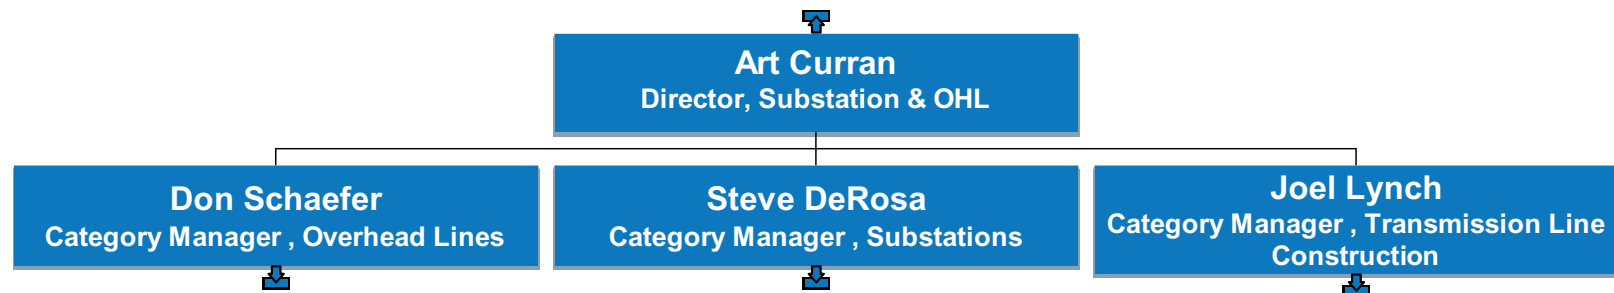 Art Curran
Director, Substation & OHL
Don Schaefer
Category Manager , Overhead Lines
Steve DeRosa
Category Manager , Substations
Joel Lynch
Category Manager , Transmission Line
Construction